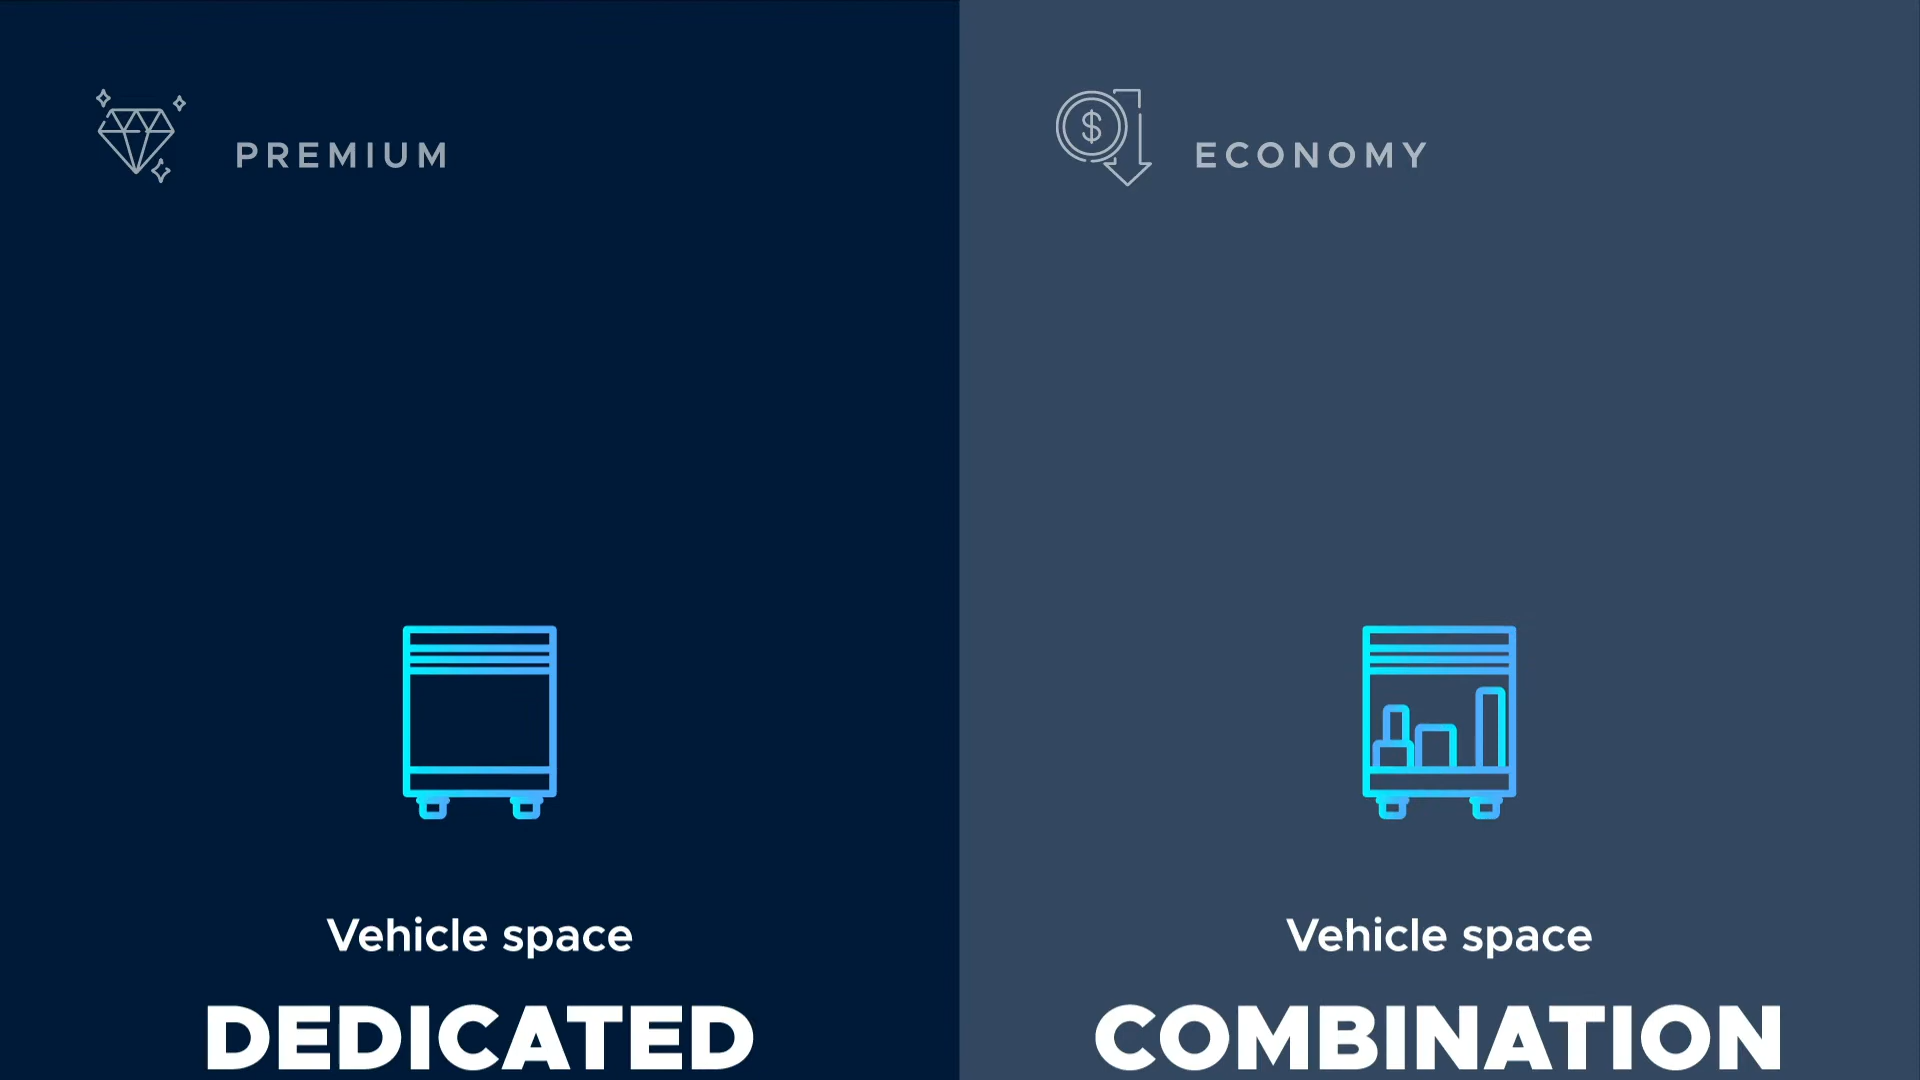 PREMIUM
Vehicle space
DEDICATED
$
ECONOMY
Vehicle space
COMBINATION